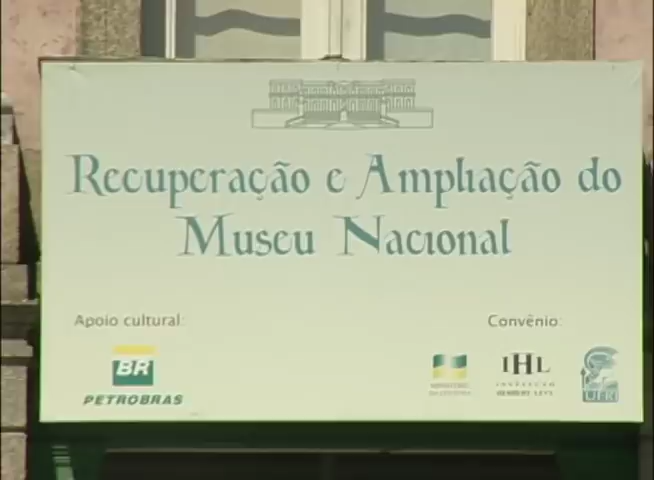 Recuperação e Ampliação do
Museu Nacional
Apoio cultural:
Convênio:
BR
PETROBRAS
IHL
UFRJ